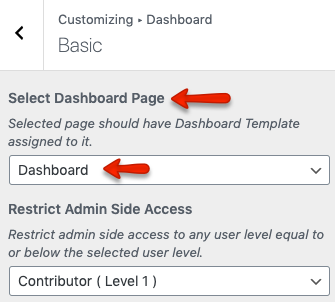 Customizing ▸ Dashboard
Basic
Select Dashboard Page
Selected page should have Dashboard Template
assigned to it.
Dashboard
Restrict Admin Side Access
Restrict admin side access to any user level equal to
or below the selected user level.
Contributor ( Level 1 )